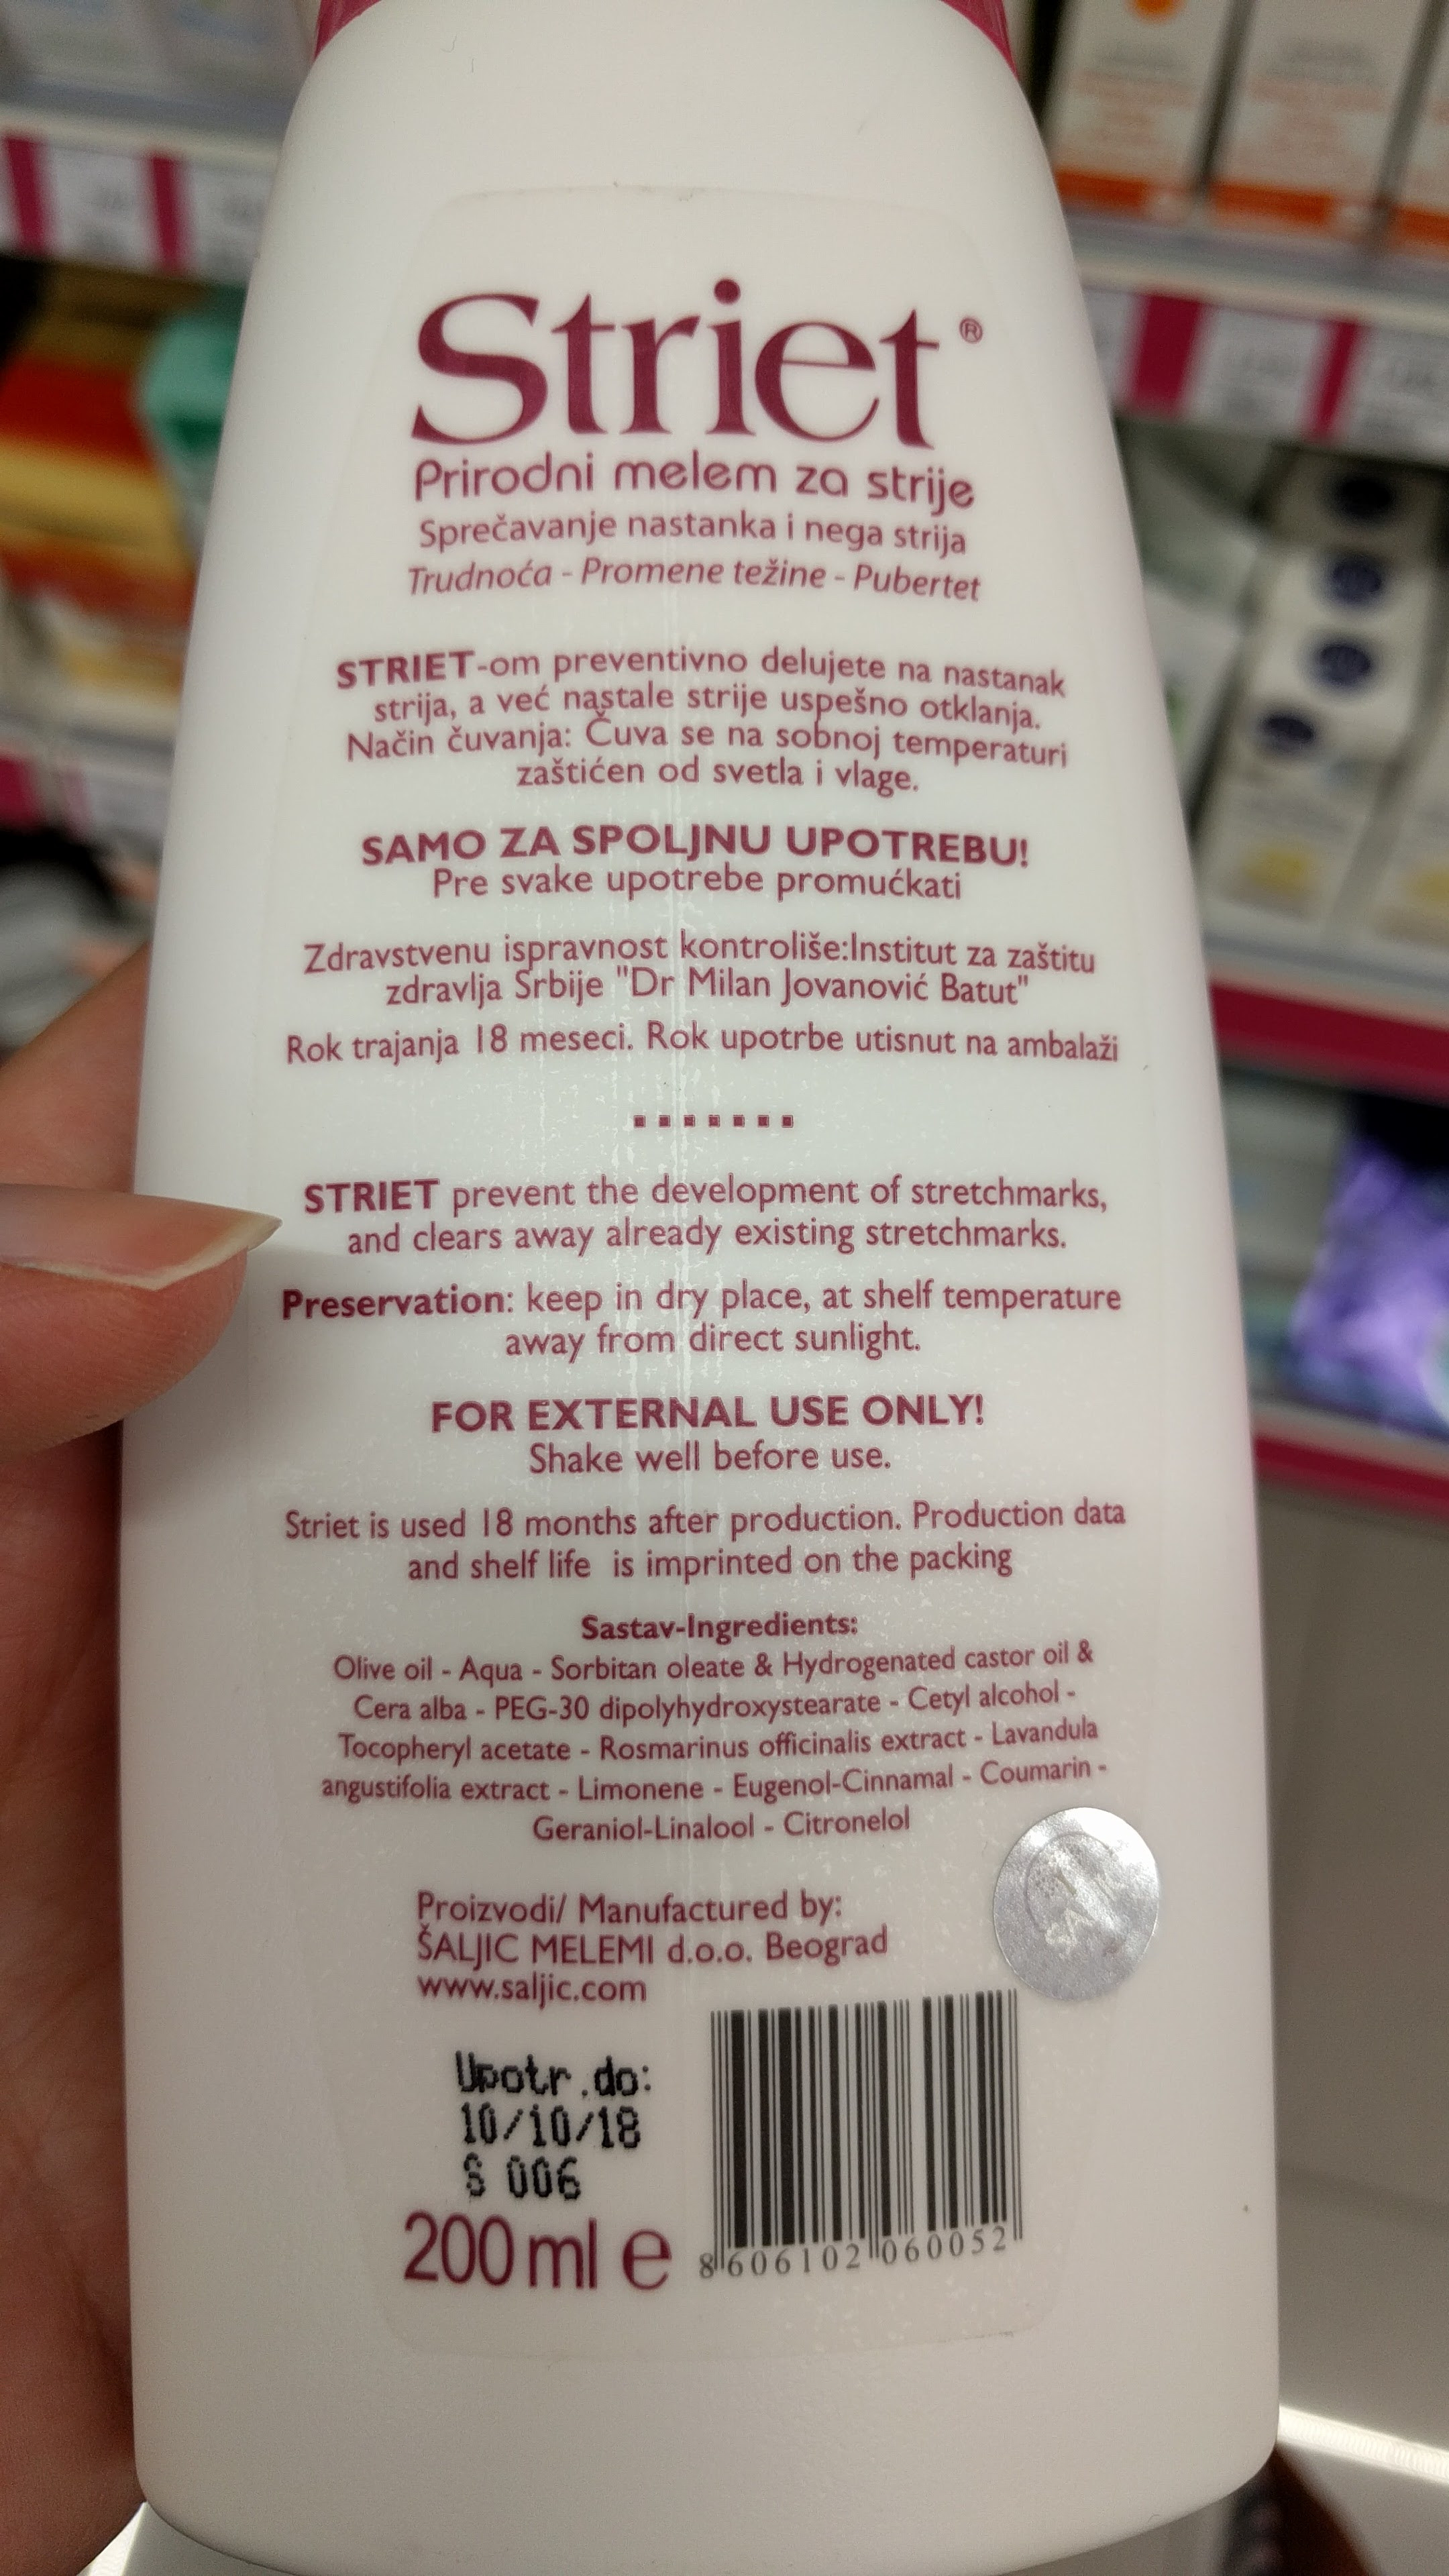 Striet®
Prirodni melem za strije
Sprečavanje nastanka i nega strija
Trudnoća - Promene težine - Pubertet
STRIET-om preventivno delujete na nastanak
strija, a već nastale strije uspešno otklanja.
Način čuvanja: Čuva se na sobnoj temperaturi
zaštićen od svetla i vlage.
SAMO ZA SPOLJNU UPOTREBU!
Pre svake upotrebe promućkati
Zdravstvenu ispravnost kontroliše:Institut za zaštitu
zdravlja Srbije "Dr Milan Jovanović Batut"
Rok trajanja 18 meseci. Rok upotrbe utisnut na ambalaži
STRIET prevent the development of stretchmarks,
and clears away already existing stretchmarks.
Preservation: keep in dry place, at shelf temperature
away from direct sunlight.
FOR EXTERNAL USE ONLY!
Shake well before use.
Striet is used 18 months after production. Production data
and shelf life is imprinted on the packing
Sastav-Ingredients:
Olive oil - Aqua - Sorbitan oleate & Hydrogenated castor oil &
Cera alba - PEG-30 dipolyhydroxystearate - Cetyl alcohol -
Tocopheryl acetate - Rosmarinus officinalis extract - Lavandula
angustifolia extract - Limonene - Eugenol-Cinnamal - Coumarin -
Geraniol-Linalool - Citronelol
Proizvodi/ Manufactured by:
ŠALJIC MELEMI d.o.o. Beograd
www.saljic.com
Upotr.do:
10/10/18
S 006
200 ml e
8 606102 060052